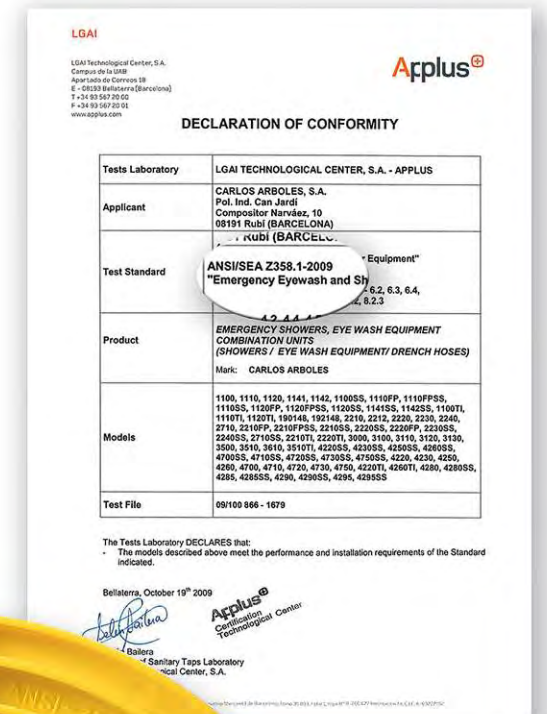 LGAI
LGAI Technological Center, S.A.
Campus de la UAB
Apartado de Correos 18
E - 08193 Bellaterra (Barcelona)
T +34 93 567 20 00
F +34 93 567 20 01
www.applus.com
Applus+
DECLARATION OF CONFORMITY
Tests Laboratory
LGAI TECHNOLOGICAL CENTER, S.A. - APPLUS
Applicant
CARLOS ARBOLES, S.A.
Pol. Ind. Can Jardí
Compositor Narváez, 10
08191 Rubí (BARCELONA)
Rubí (BARCELO
Test Standard
Equipment"
ANSI/SEA Z358.1-2009
"Emergency Eyewash and Sh
- 6.2, 6.3, 6.4,
8.2.3
Product
EMERGENCY SHOWERS, EYE WASH EQUIPMENT
COMBINATION UNITS
(SHOWERS / EYE WASH EQUIPMENT/ DRENCH HOSES)
Mark: CARLOS ARBOLES
Models
1100, 1110, 1120, 1141, 1142, 1100SS, 1110FP, 1110FPSS,
1110SS, 1120FP, 1120FPSS, 1120SS, 1141SS, 1142SS, 1100TI,
1110TI, 1120TI, 190148, 192148, 2210, 2212, 2220, 2230, 2240,
2710, 2210FP, 2210FPSS, 2210SS, 2220SS, 2220FP, 2230SS,
2240SS, 2710SS, 2210TI, 2220TI, 3000, 3100, 3110, 3120, 3130,
3500, 3510, 3610, 3510TI, 4220SS, 4230SS, 4250SS, 4260SS,
4700SS, 4710SS, 4720SS, 4730SS, 4750SS, 4220, 4230, 4250,
4260, 4700, 4710, 4720, 4730, 4750, 4220TI, 4260TI, 4280, 4280SS,
4285, 4285SS, 4290, 4290SS, 4295, 4295SS
Test File
09/100 866 - 1679
The Tests Laboratory DECLARES that:
- The models described above meet the performance and installation requirements of the Standard
indicated.
Bellaterra, October 19th 2009
Applus+
Certification
Technological Center
Bailera
Sanitary Taps Laboratory
ical Center, S.A.
ANSI